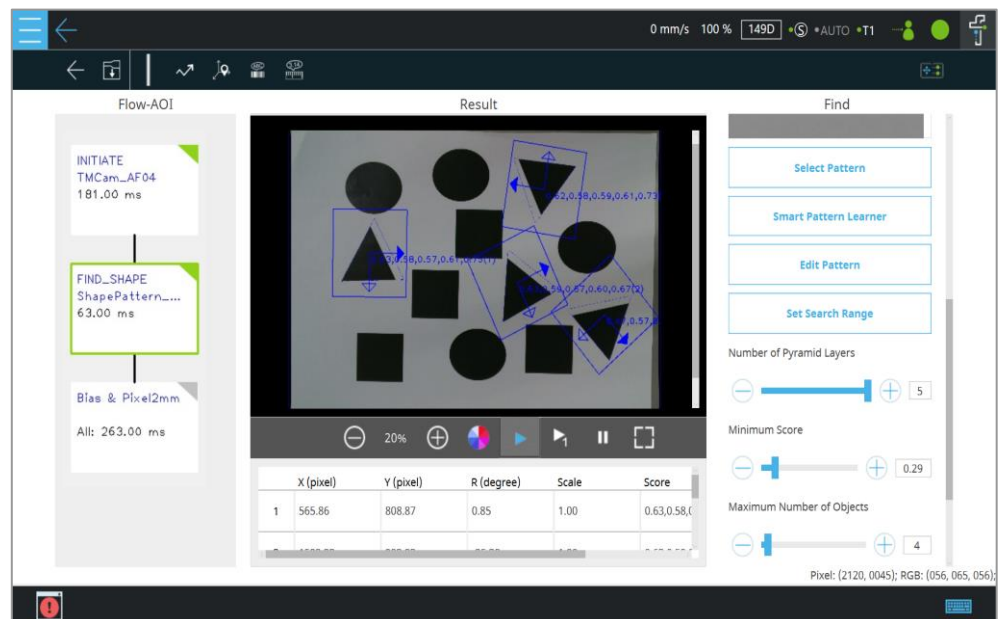 0 mm/s 100 % 149D •Ⓢ •AUTO •T1
Flow-AOI
Result
Find
INITIATE
TMCam_AF04
181.00 ms
FIND_SHAPE
ShapePattern_...
63.00 ms
Bias & Pixel2mm
All: 263.00 ms
20%
X (pixel) Y (pixel) R (degree) Scale Score
1 565.86 808.87 0.85 1.00 0.63,0.58,0
Select Pattern
Smart Pattern Learner
Edit Pattern
Set Search Range
Number of Pyramid Layers
5
Minimum Score
0.29
Maximum Number of Objects
4
Pixel: (2120, 0045); RGB: (056, 065, 056);